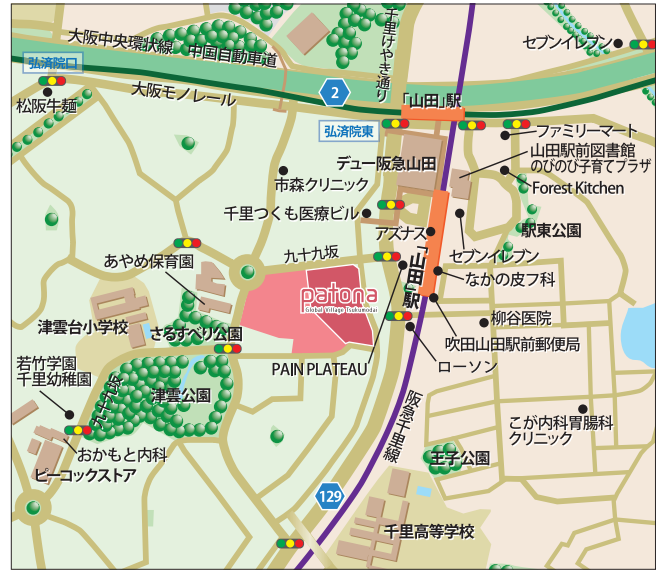 大阪中央環状線 中国自動車道
千里けやき通り
セブンイレブン
弘済院口
「山田」駅
松阪牛麺
大阪モノレール
2
弘済院東
ファミリーマート
デュー阪急山田
山田駅前図書館
のびのび子育てプラザ
市森クリニック
Forest Kitchen
千里つくも医療ビル
アズナス
駅東公園
セブンイレブン
九十九坂
あやめ保育園
「山田」駅
なかの皮フ科
patona
Global Village Tsukumodai
津雲台小学校
さるすべり公園
柳谷医院
吹田山田駅前郵便局
ローソン
PAIN PLATEAU
若竹学園
千里幼稚園
津雲公園
九十九坂
阪急千里線
こが内科胃腸科
クリニック
おかもと内科
ピーコックストア
王子公園
129
千里高等学校